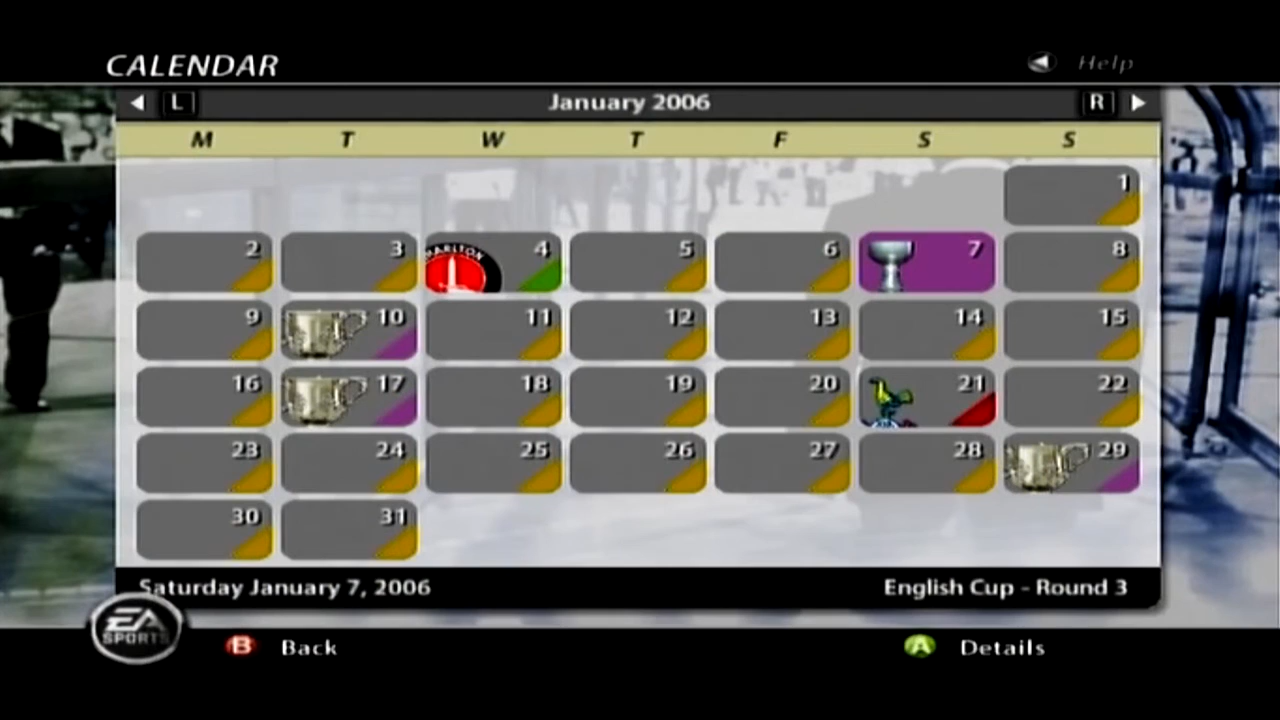 CALENDAR
Help
L
January 2006
R
M T W T F S S
1
2 3 4 5 6 7 8
CHARLTON
9 10 11 12 13 14 15
16 17 18 19 20 21 22
23 24 25 26 27 28 29
30 31
Saturday January 7, 2006
English Cup - Round 3
EA
SPORTS
B Back
A Details